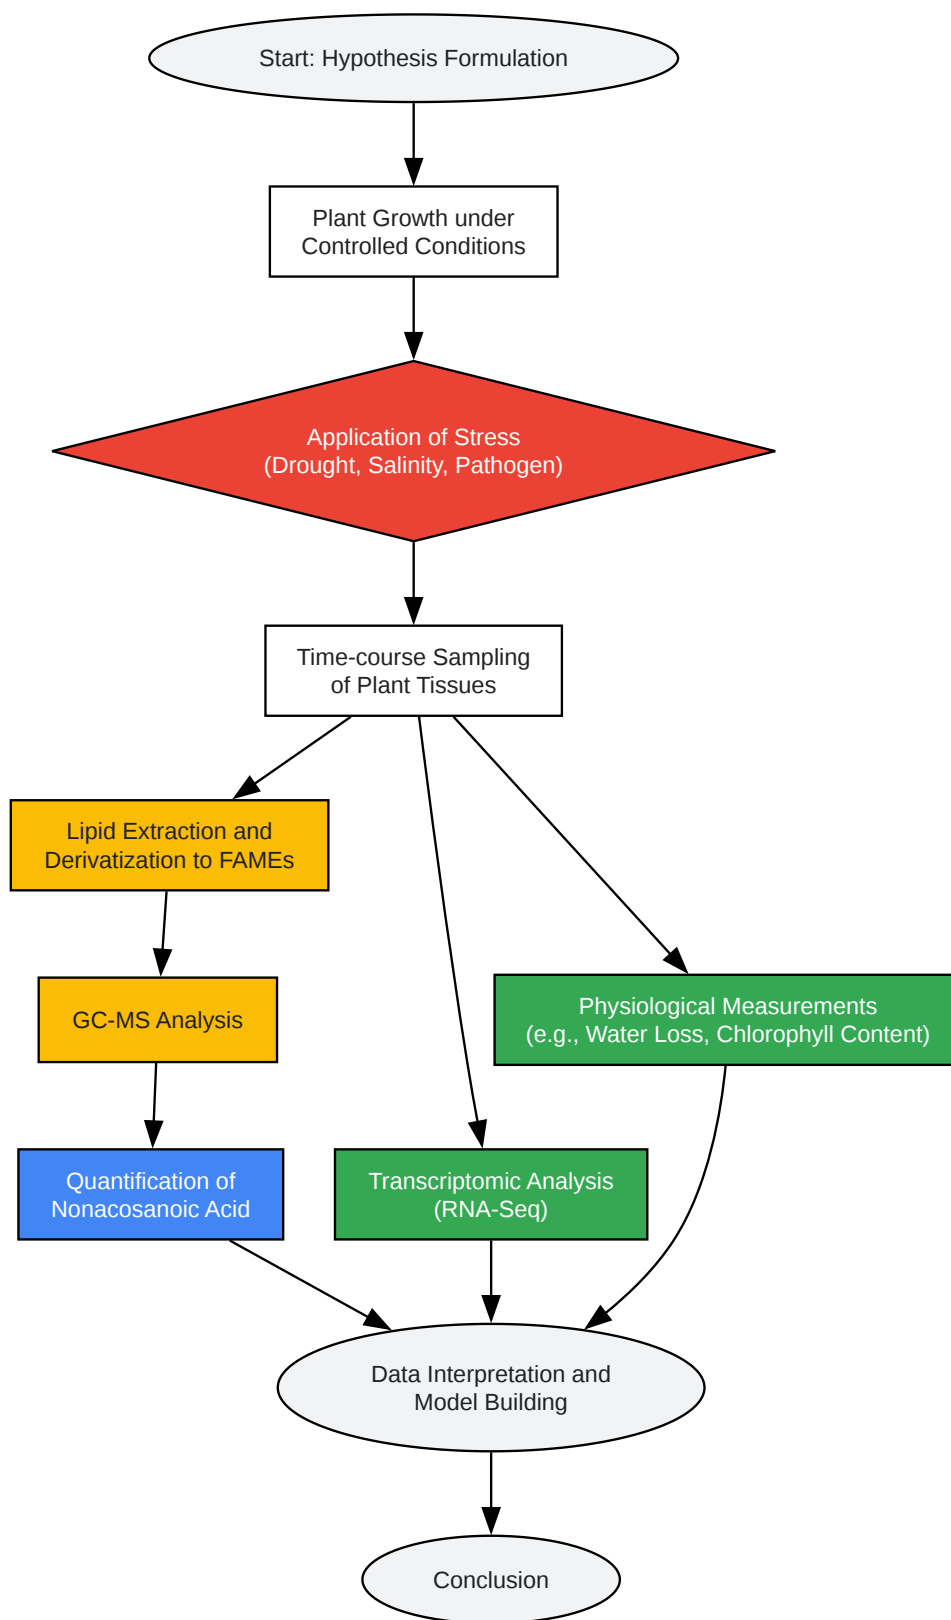 Start: Hypothesis Formulation
Plant Growth under
Controlled Conditions
Application of Stress
(Drought, Salinity, Pathogen)
Time-course Sampling
of Plant Tissues
Lipid Extraction and
Derivatization to FAMEs
GC-MS Analysis
Physiological Measurements
(e.g., Water Loss, Chlorophyll Content)
Quantification of
Nonacosanoic Acid
Transcriptomic Analysis
(RNA-Seq)
Data Interpretation and
Model Building
Conclusion